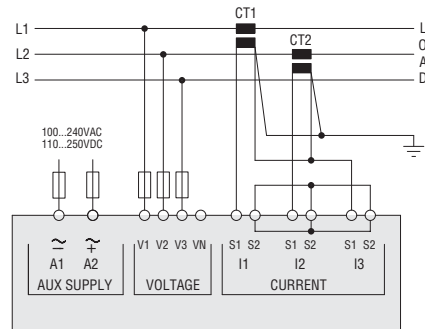 CT1
L1 L
CT2
L2 O
A
L3 D
100...240VAC
110...250VDC
V1 V2 V3 VN S1 S2 S1 S2 S1 S2
A1 A2 I1 I2 I3
AUX SUPPLY VOLTAGE CURRENT